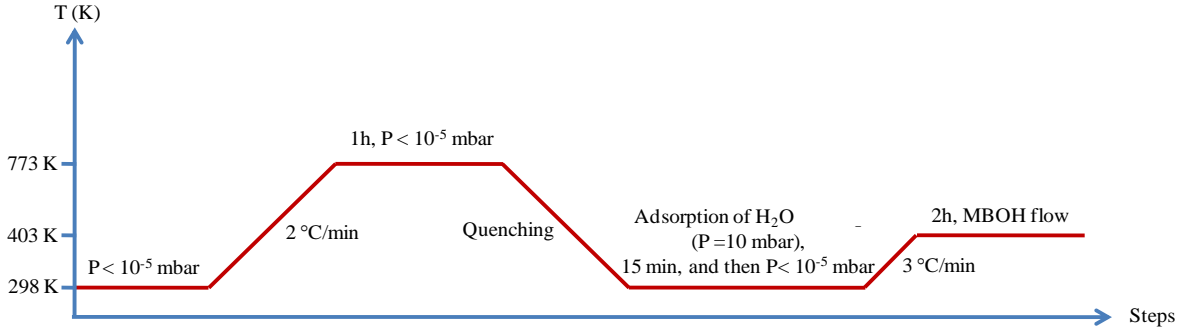 T (K)
1h, P < 10⁻⁵ mbar
773 K
Adsorption of H₂O
2h, MBOH flow
2 °C/min
Quenching
403 K
(P =10 mbar),
P < 10⁻⁵ mbar
15 min, and then P< 10⁻⁵ mbar
3 °C/min
298 K
Steps